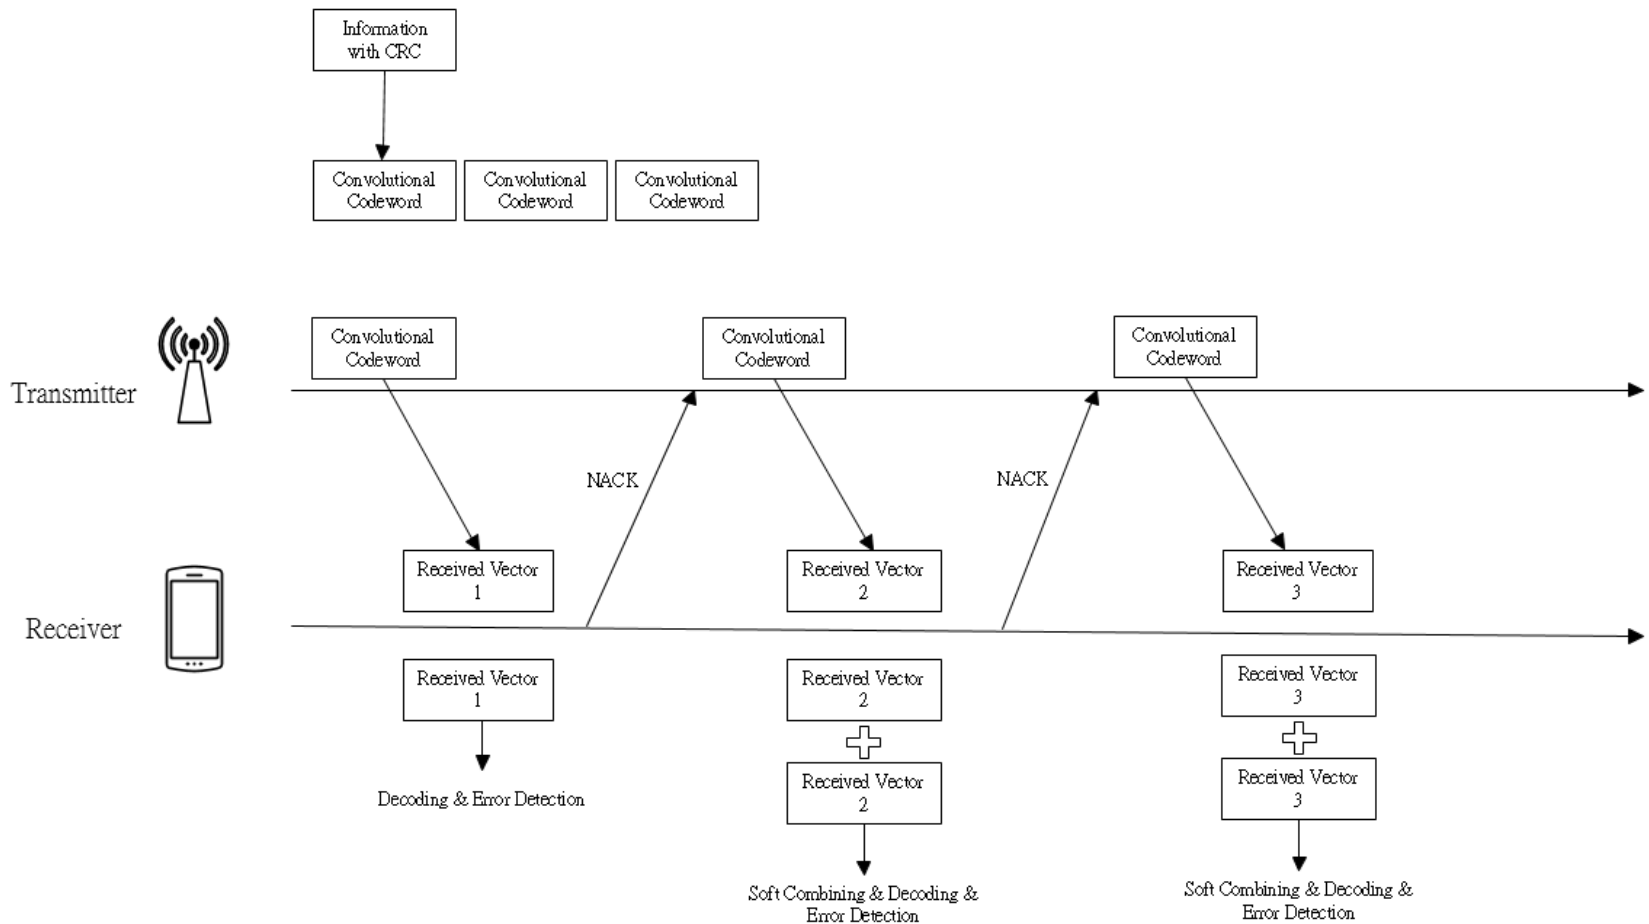 Information
with CRC
Convolutional
Codeword
Convolutional
Codeword
Convolutional
Codeword
Transmitter
Convolutional
Codeword
Convolutional
Codeword
Convolutional
Codeword
NACK
NACK
Receiver
Received Vector
1
Received Vector
2
Received Vector
3
Received Vector
1
Received Vector
2
Received Vector
3
Decoding & Error Detection
Received Vector
2
Received Vector
3
Soft Combining & Decoding &
Error Detection
Soft Combining & Decoding &
Error Detection